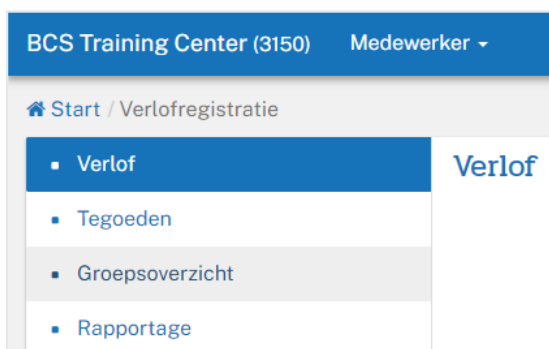 BCS Training Center (3150) Medewerker
Start / Verlofregistratie
Verlof
Verlof
Tegoeden
Groepsoverzicht
Rapportage